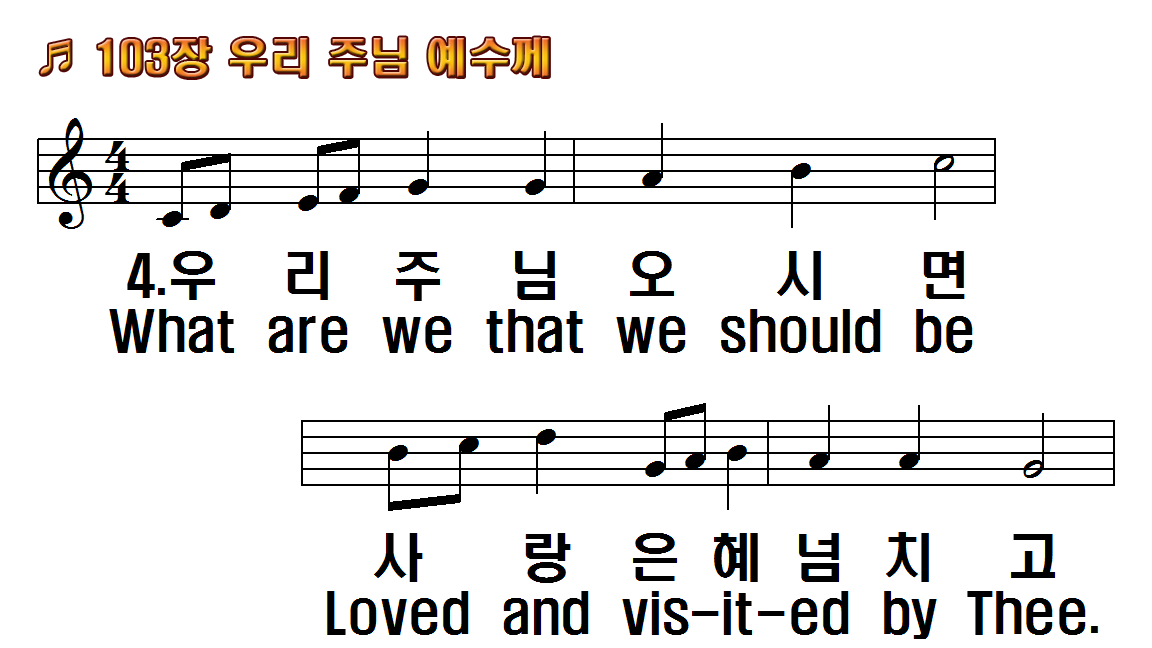 ♬ 103장 우리 주님 예수께
4
4
4.우 리 주 님 오 시 면
What are we that we should be
사 랑 은 혜 넘 치 고
Loved and vis-it-ed by Thee.